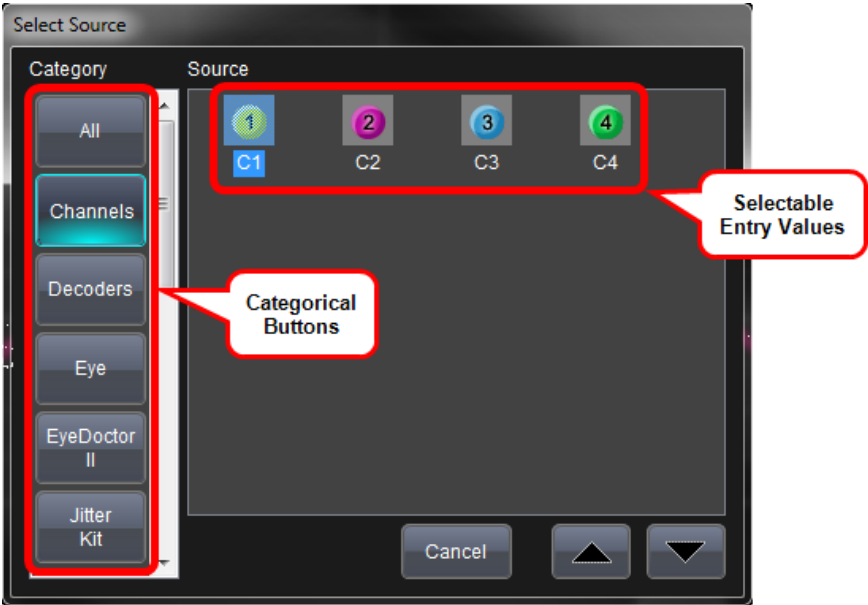 Select Source
Category
Source
All
Channels
Decoders
Eye
EyeDoctor
II
Jitter
Kit
1
2
3
4
C1
C2
C3
C4
Selectable
Entry Values
Categorical
Buttons
Cancel